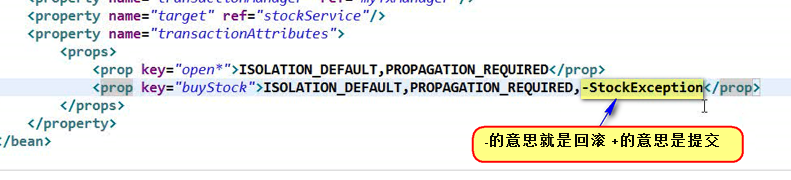 <property name="transactionManager" ref="myTxManager"/>
<property name="target" ref="stockService"/>
<property name="transactionAttributes">
<props>
<prop key="open*">ISOLATION_DEFAULT,PROPAGATION_REQUIRED</prop>
<prop key="buyStock">ISOLATION_DEFAULT,PROPAGATION_REQUIRED,-StockException</prop>
</props>
</property>
</bean>
-的意思就是回滚 +的意思是提交